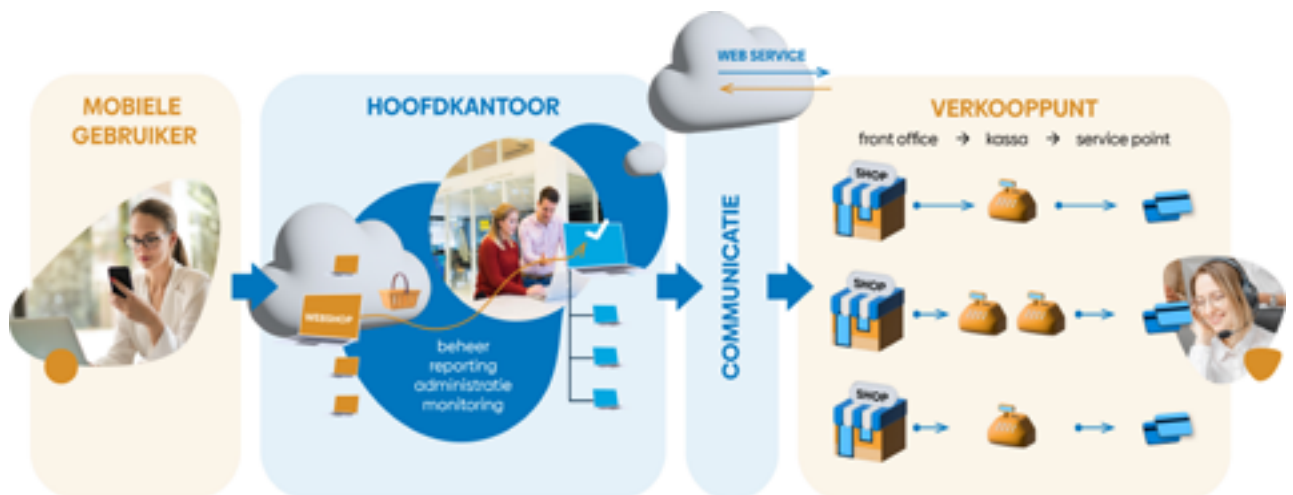 MOBIELE
GEBRUIKER
HOOFDKANTOOR
WEBSHOP
beheer
reporting
administratie
monitoring
WEB SERVICE
COMMUNICATIE
VERKOOPPUNT
front office → kassa → service point
SHOP
SHOP
SHOP